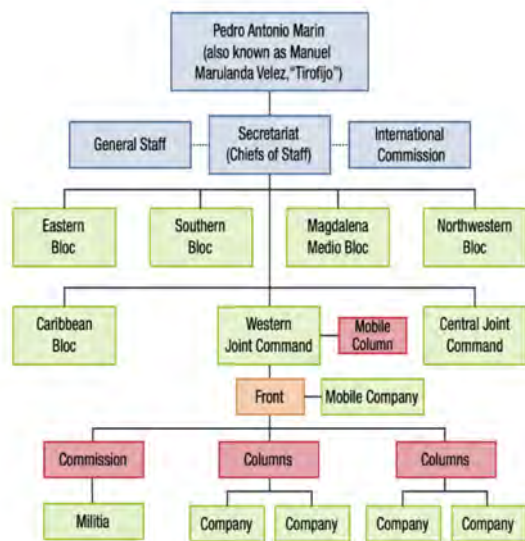 Pedro Antonio Marin
(also known as Manuel
Marulanda Velez, "Tirofijo")
General Staff
Secretariat
(Chiefs of Staff)
International
Commission
Eastern
Bloc
Southern
Bloc
Magdalena
Medio Bloc
Northwestern
Bloc
Caribbean
Bloc
Western
Joint Command
Mobile
Column
Central Joint
Command
Front
Mobile Company
Commission
Columns
Columns
Militia
Company
Company
Company
Company